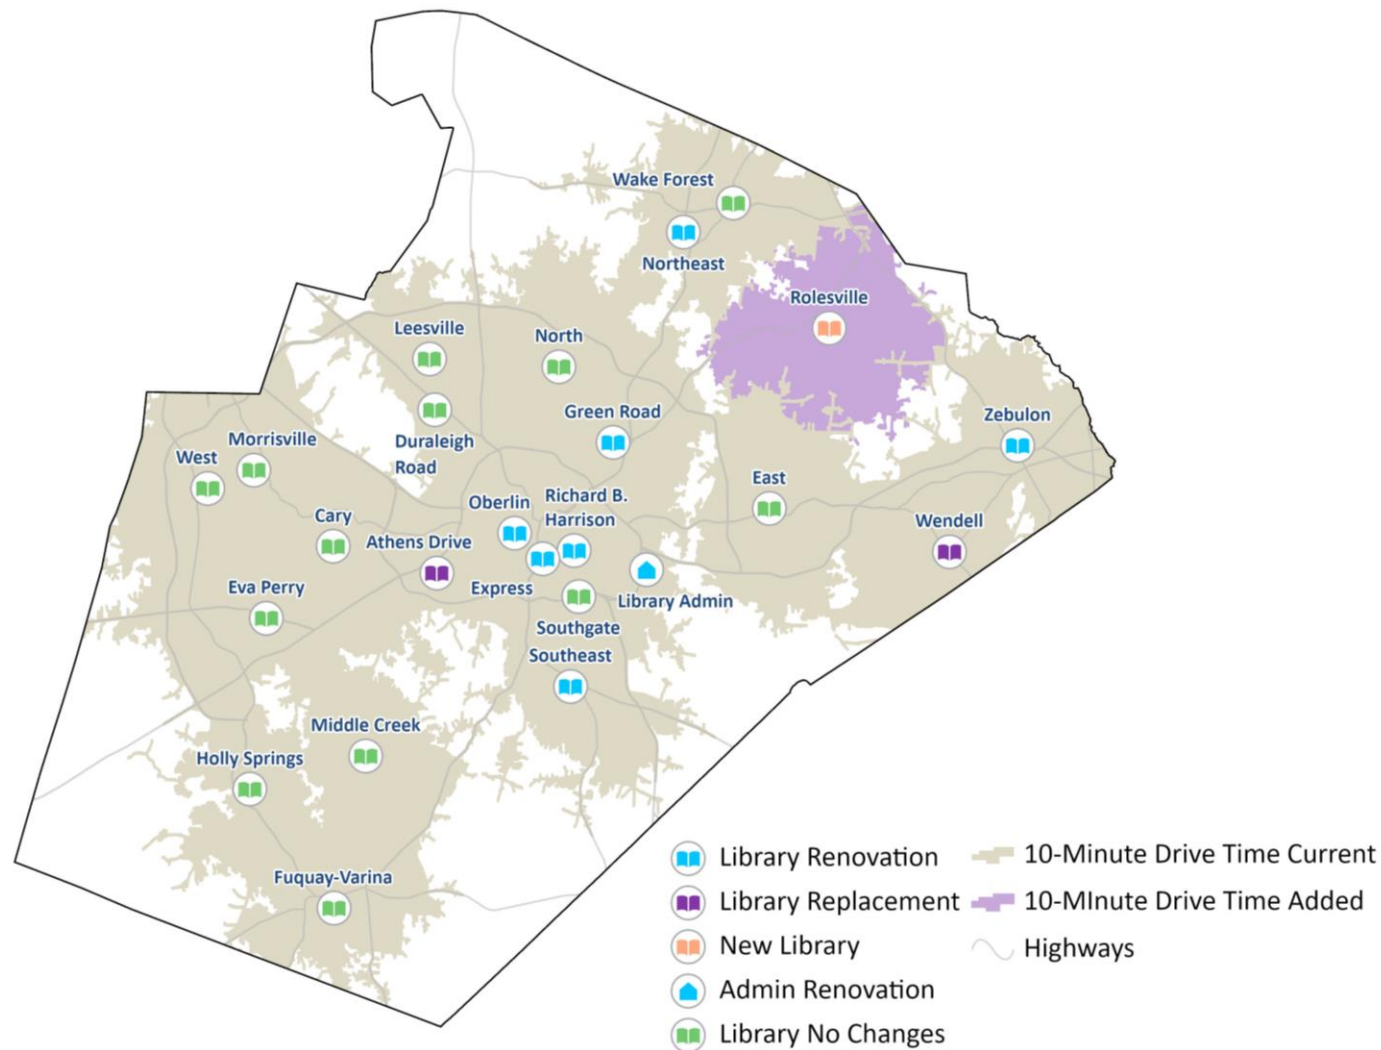 Wake Forest
Northeast
Rolesville
Leesville
North
Green Road
Zebulon
Morrisville
Duraleigh
Road
West
East
Richard B.
Harrison
Oberlin
Cary
Wendell
Athens Drive
Express
Eva Perry
Library Admin
Southgate
Southeast
Middle Creek
Holly Springs
Fuquay-Varina
Library Renovation
Library Replacement
New Library
Admin Renovation
Library No Changes
10-Minute Drive Time Current
10-MInute Drive Time Added
Highways